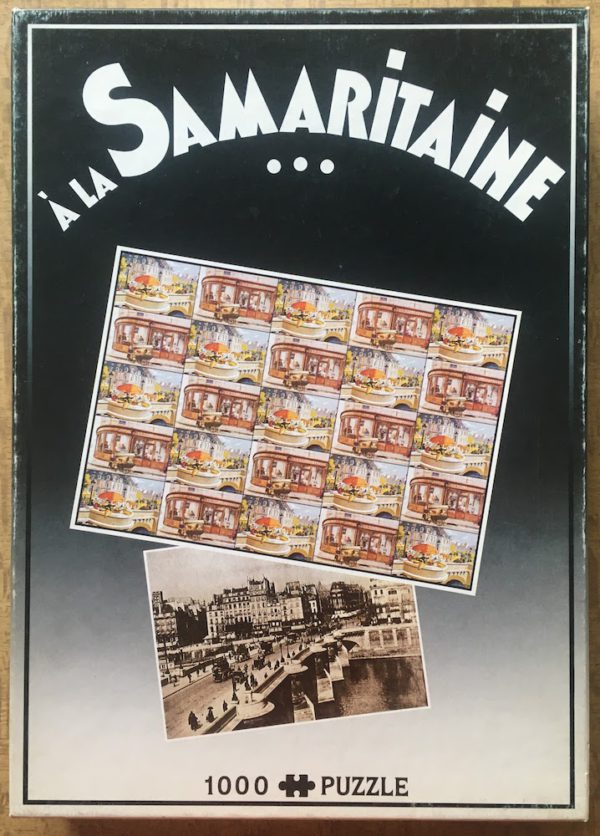 À LA SAMARITAINE
...
1000 PUZZLE